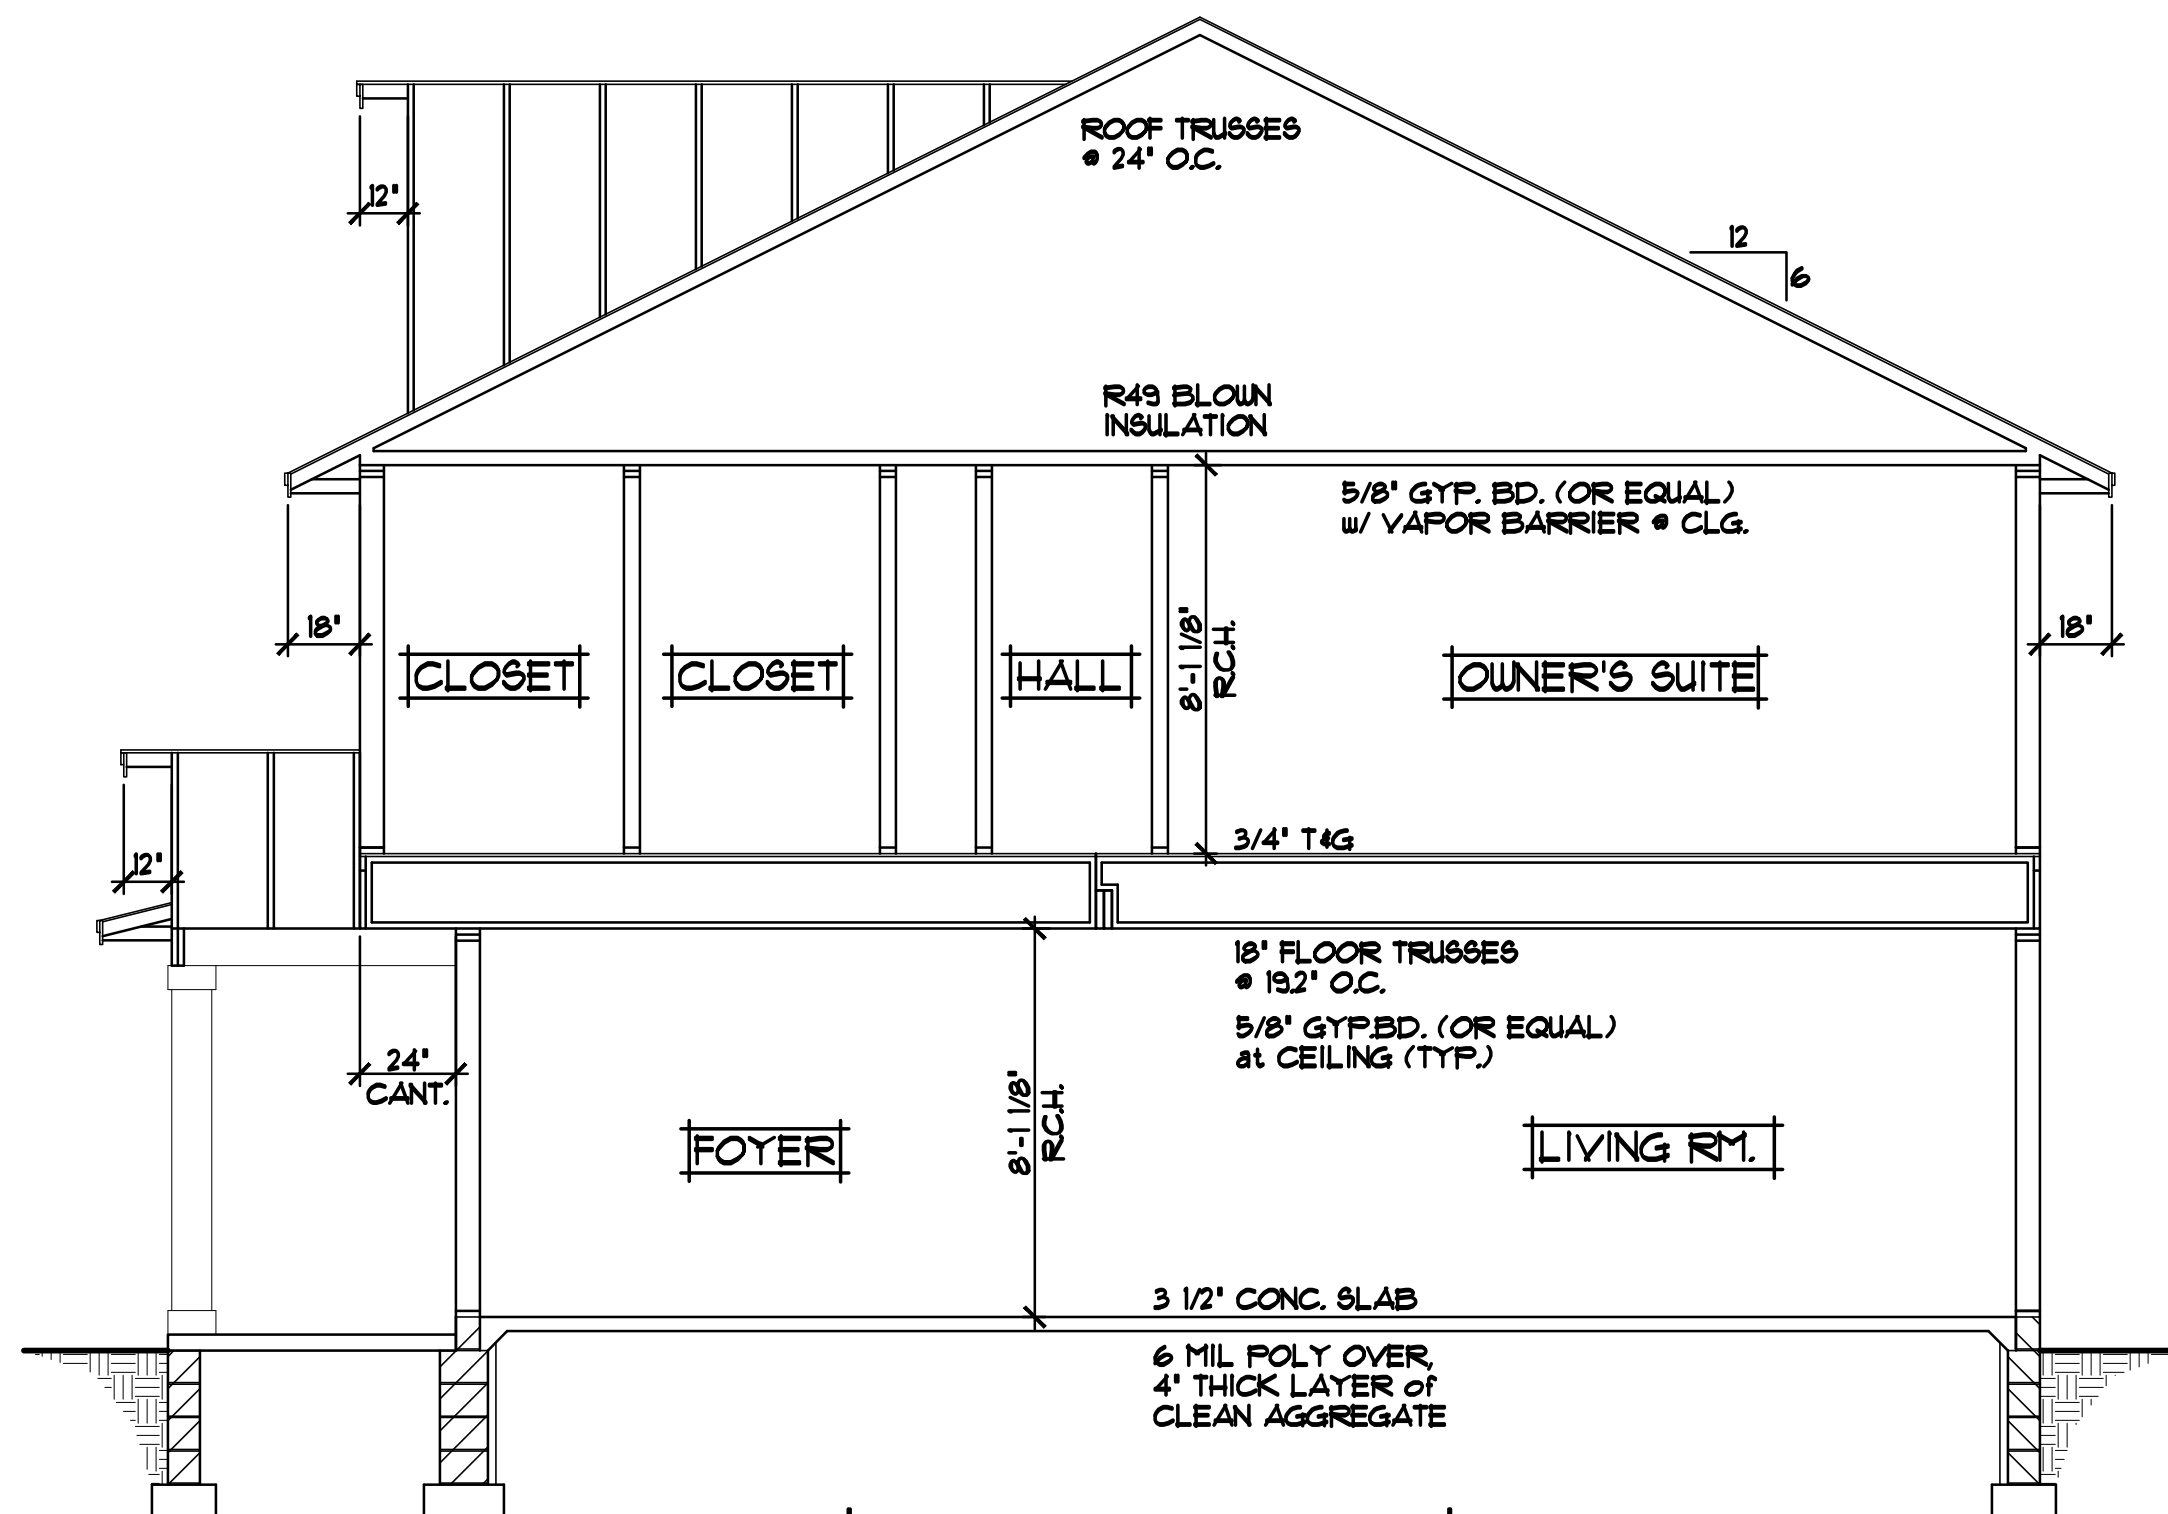 ROOF TRUSSES
@ 24" O.C.
12"
12
6
R49 BLOWN
INSULATION
5/8" GYP. BD. (OR EQUAL)
w/ VAPOR BARRIER @ CLG.
18"
8'-1 1/8"
R.C.H.
18"
CLOSET
CLOSET
HALL
OWNER'S SUITE
3/4" T&G
12"
18" FLOOR TRUSSES
@ 19.2" O.C.
5/8" GYP.BD. (OR EQUAL)
at CEILING (TYP.)
24"
CANT.
8'-1 1/8"
R.C.H.
FOYER
LIVING RM.
3 1/2" CONC. SLAB
6 MIL POLY OVER,
4" THICK LAYER of
CLEAN AGGREGATE